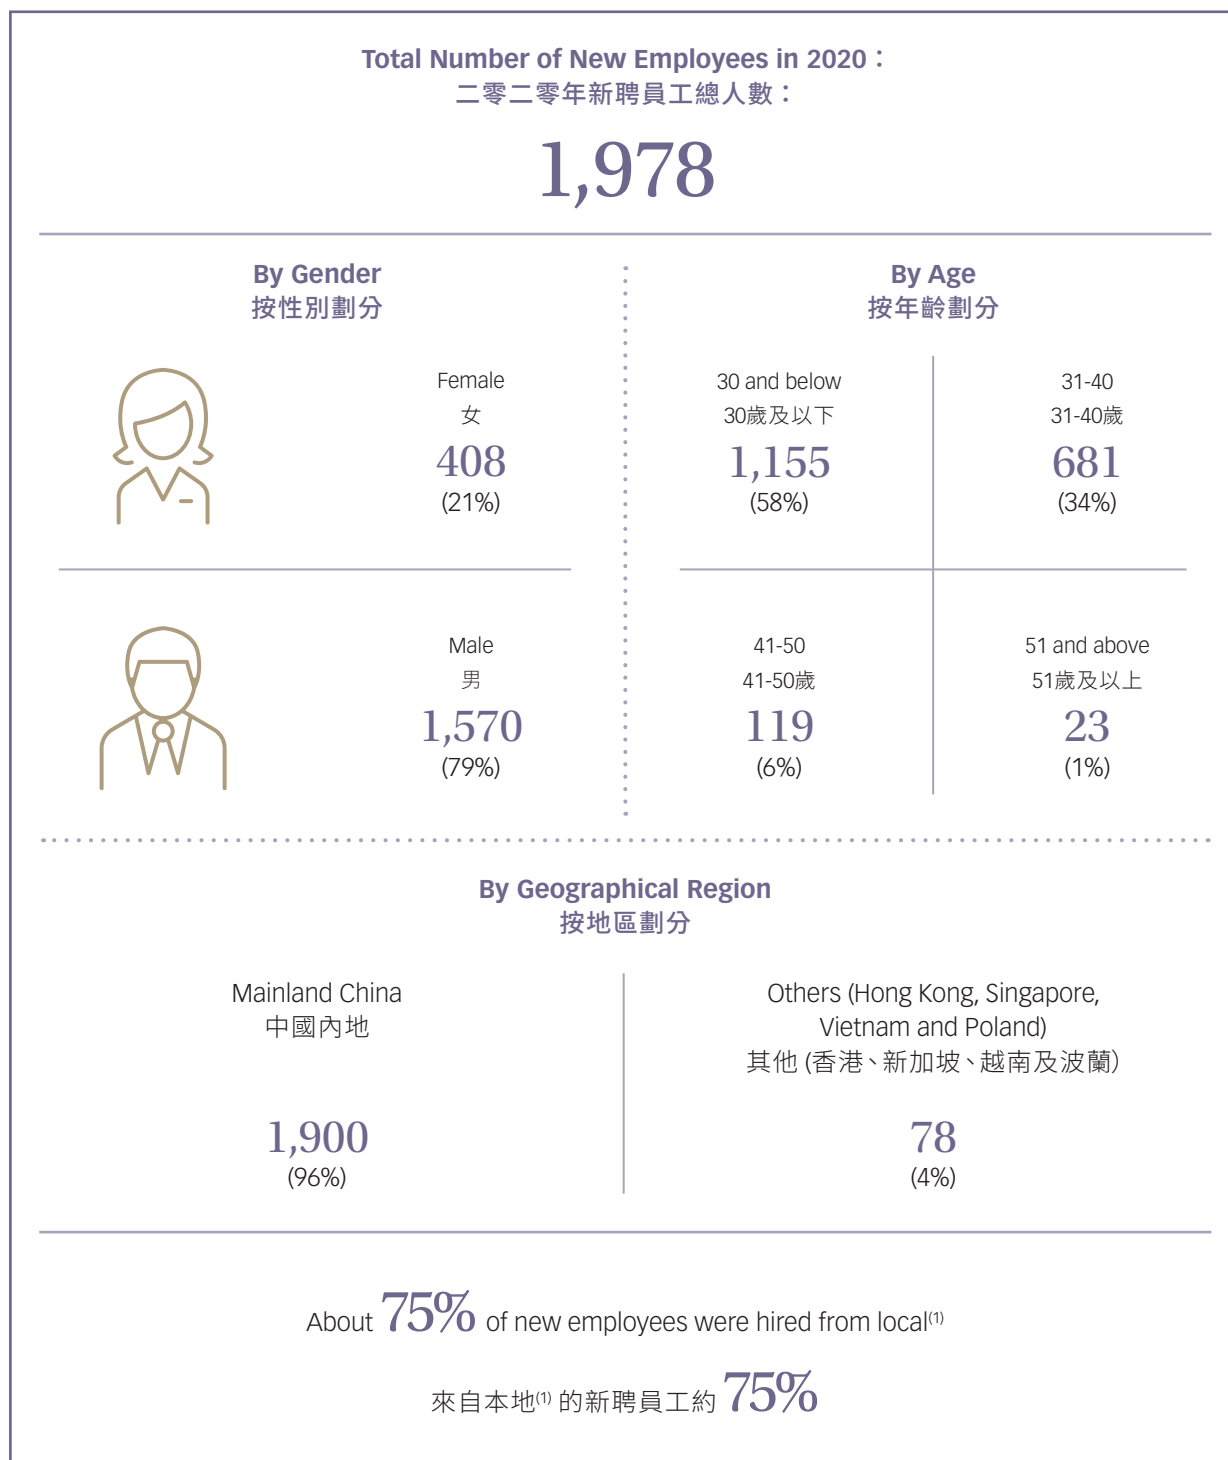 Total Number of New Employees in 2020：
二零二零年新聘員工總人數：
1,978
By Gender
按性別劃分
Female
女
408
(21%)
Male
男
1,570
(79%)
By Age
按年齡劃分
30 and below
30歲及以下
1,155
(58%)
31-40
31-40歲
681
(34%)
41-50
41-50歲
119
(6%)
51 and above
51歲及以上
23
(1%)
By Geographical Region
按地區劃分
Mainland China
中國內地
1,900
(96%)
Others (Hong Kong, Singapore,
Vietnam and Poland)
其他 (香港、新加坡、越南及波蘭)
78
(4%)
About 75% of new employees were hired from local(1)
來自本地(1) 的新聘員工約 75%